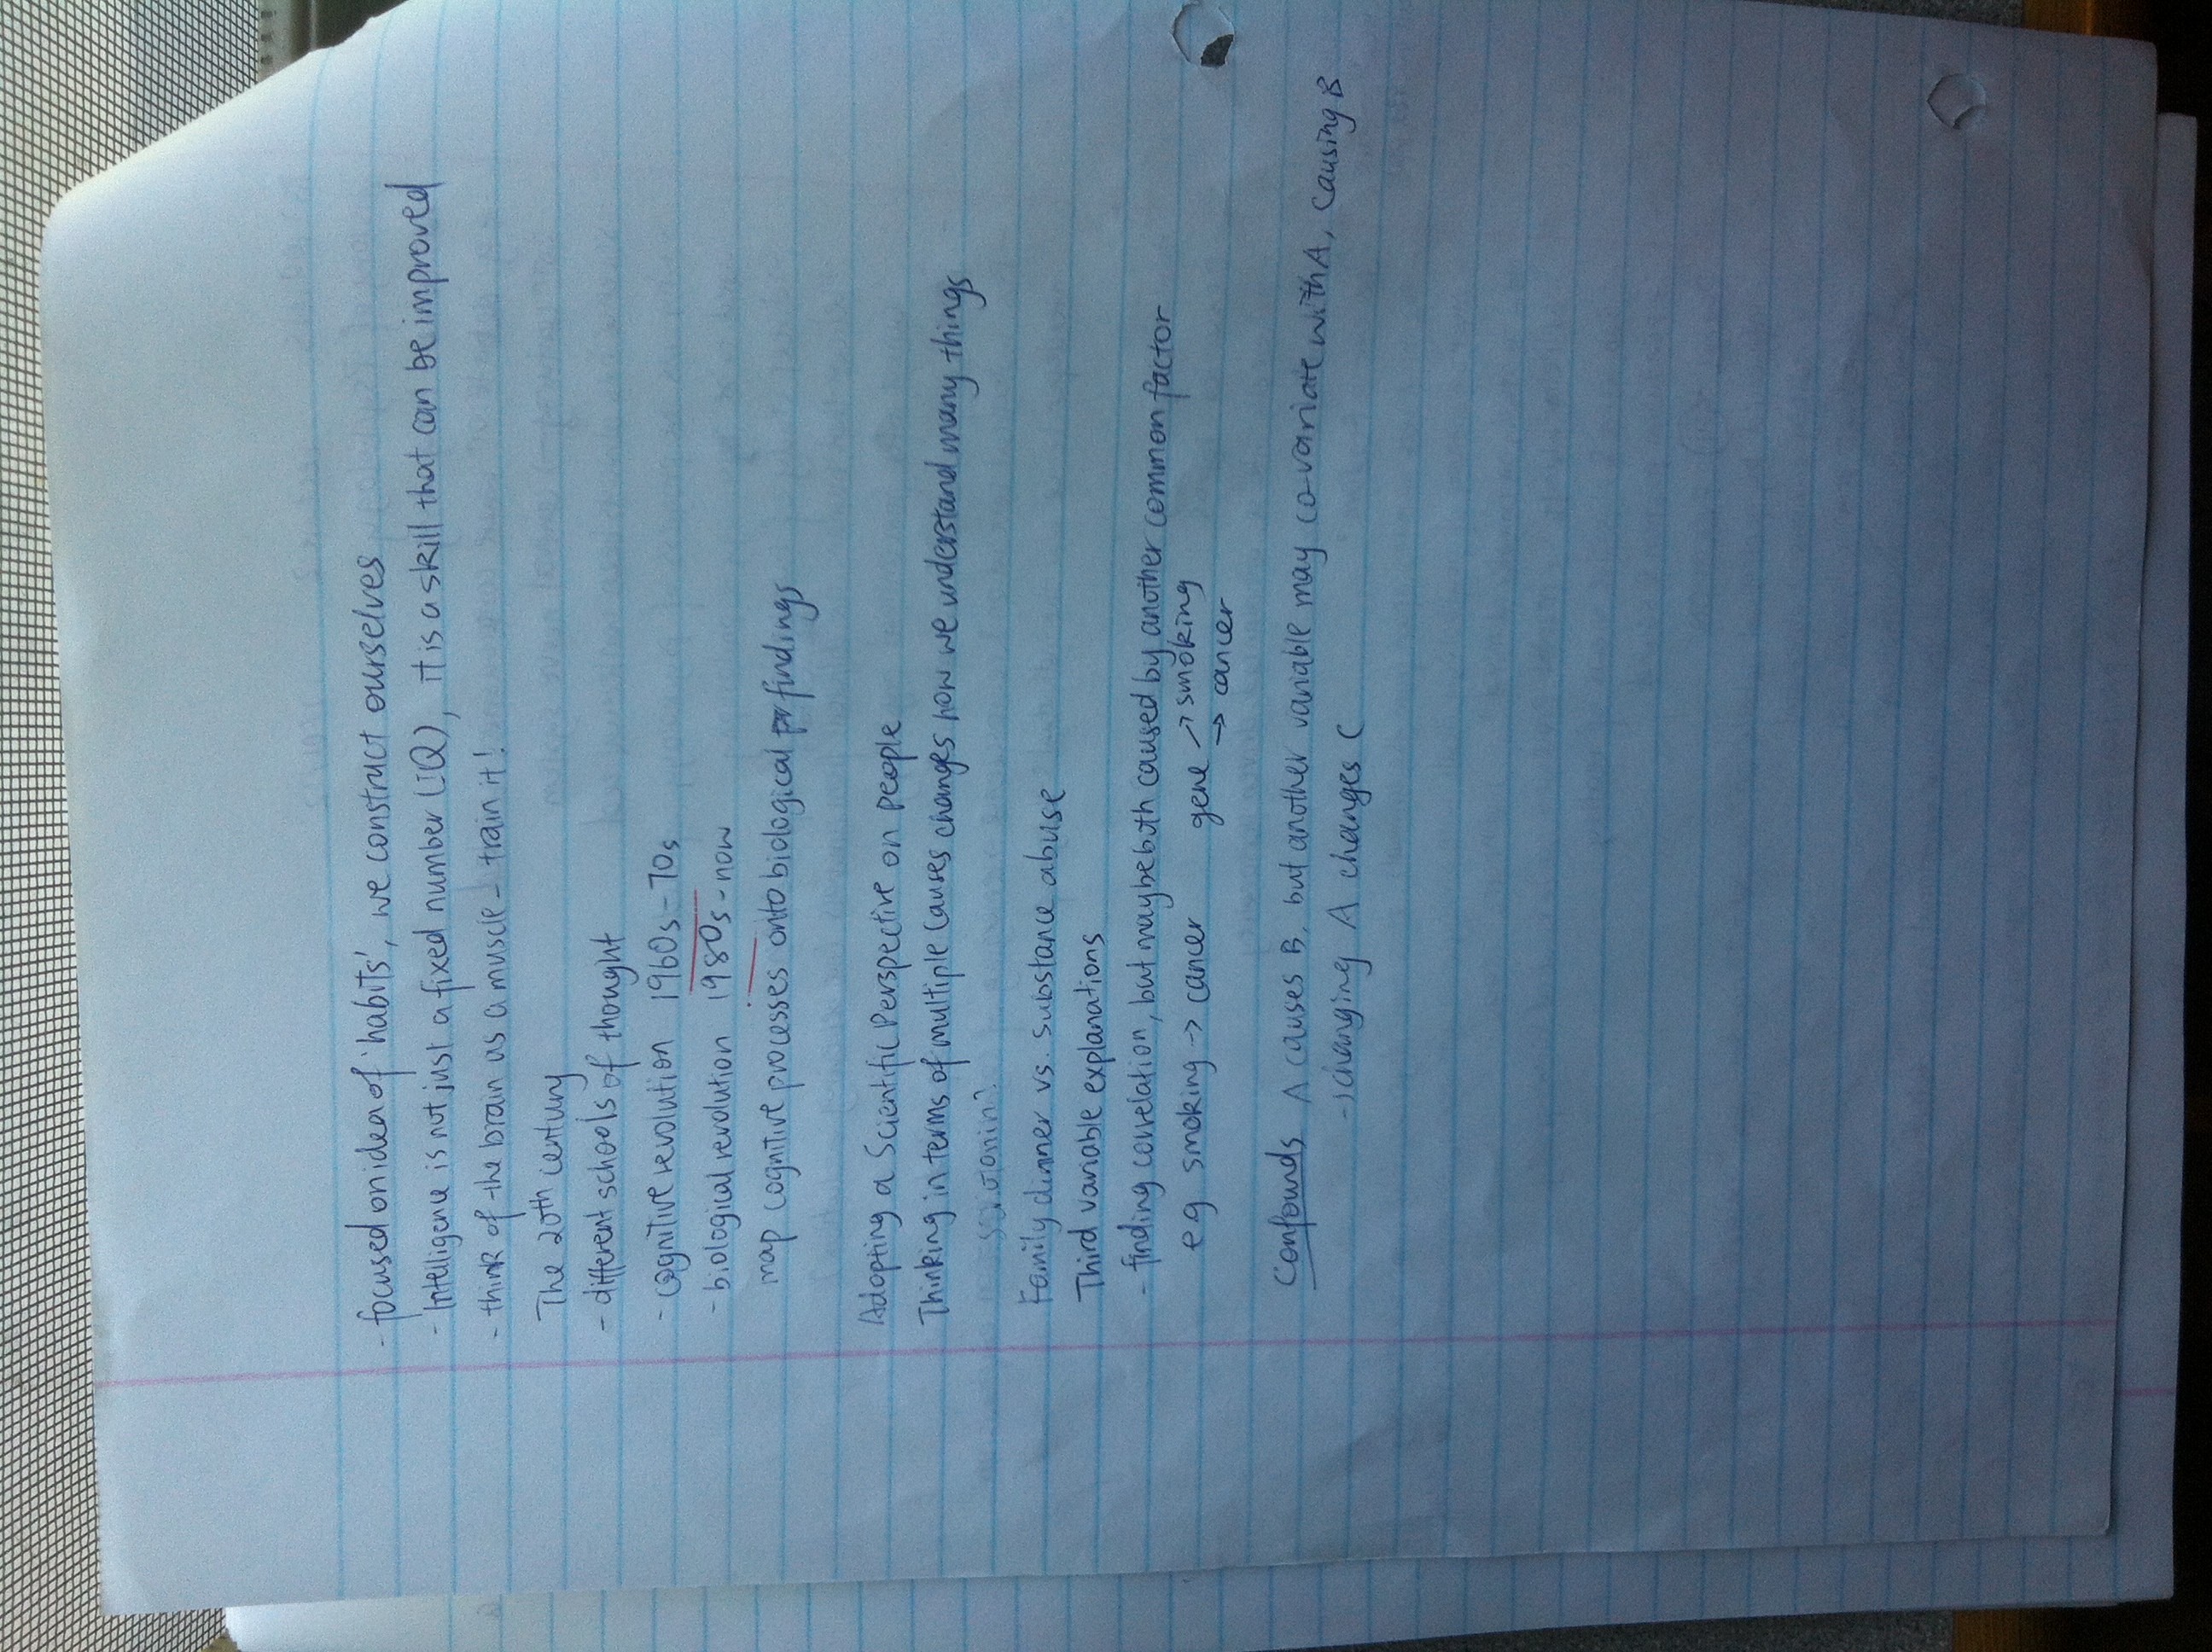 - focused on idea of 'habits', we construct ourselves
- Intelligence is not just a fixed number (IQ), it is a skill that can be improved
- think of the brain as a muscle - train it!
The 20th century
- different schools of thought
- cognitive revolution 1960s-70s
- biological revolution 1980s-now
map cognitive processes onto biological findings
Adopting a Scientific Perspective on people
Thinking in terms of multiple causes changes how we understand many things
Family dinner vs. substance abuse
Third variable explanations
- finding correlation, but maybe both caused by another common factor
eg smoking → cancer gene ↗ smoking
→ cancer
Confounds A causes B, but another variable may co-variate with A, causing B
→ changing A changes C